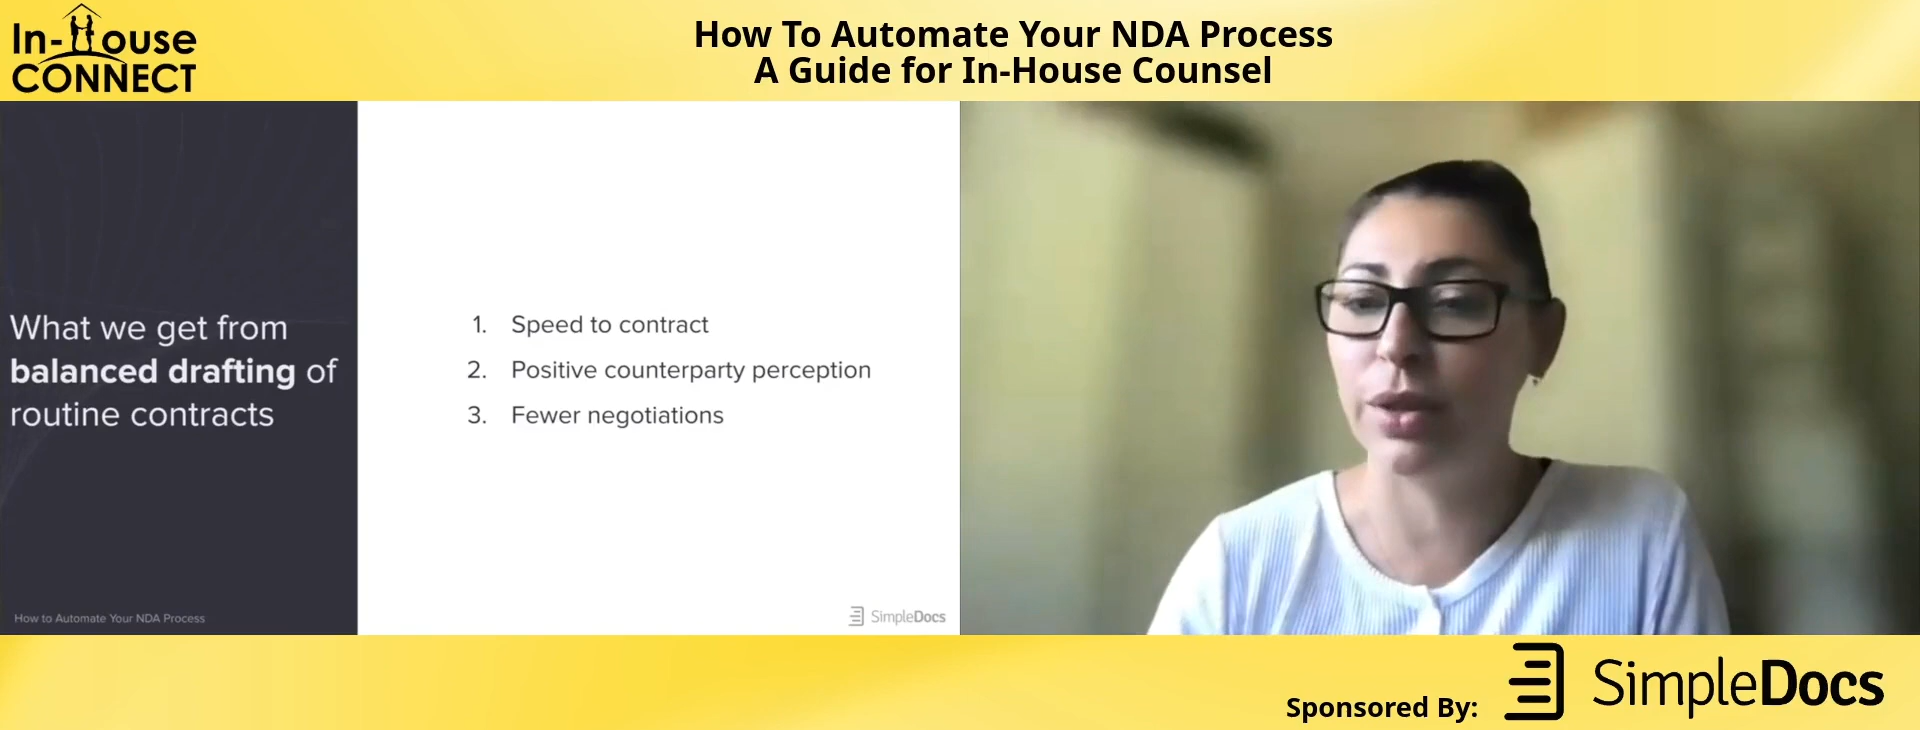 In-House
CONNECT
How To Automate Your NDA Process
A Guide for In-House Counsel
What we get from
balanced drafting of
routine contracts
1. Speed to contract
2. Positive counterparty perception
3. Fewer negotiations
How to Automate Your NDA Process
SimpleDocs
Sponsored By:
SimpleDocs